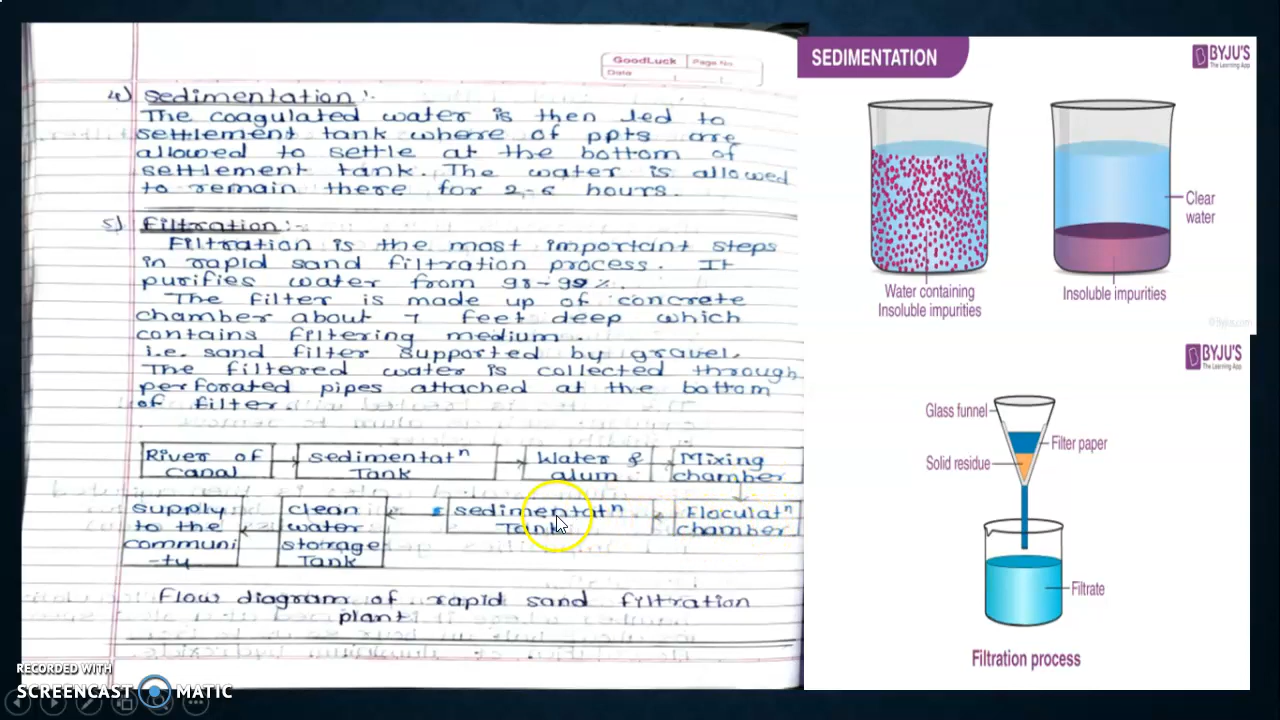 GoodLuck Page No.
Date
4) Sedimentation :-
The coagulated water is then led to
settlement tank where of ppts are
allowed to settle at the bottom of
settlement tank. The water is allowed
to remain there for 2-6 hours.
5) Filtration :-
Filtration is the most important steps
in rapid sand filtration process. It
purifies water from 98-99 %.
The filter is made up of concrete
chamber about 7 feet deep which
contains filtering medium.
i.e. sand filter supported by gravel.
The filtered water is collected through
perforated pipes attached at the bottom
of filter.
River of
canal
sedimentatⁿ
Tank
Water &
alum
Mixing
chamber
supply
to the
communi
-ty
clean
water
storage
Tank
sedimentatⁿ
Tank
Floculatⁿ
chamber
Flow diagram of rapid sand filtration
plant
SEDIMENTATION
BYJU'S
The Learning App
Clear
water
Water containing
Insoluble impurities
Insoluble impurities
© Byjus.com
BYJU'S
The Learning App
Glass funnel
Filter paper
Solid residue
Filtrate
Filtration process
RECORDED WITH
SCREENCAST MATIC